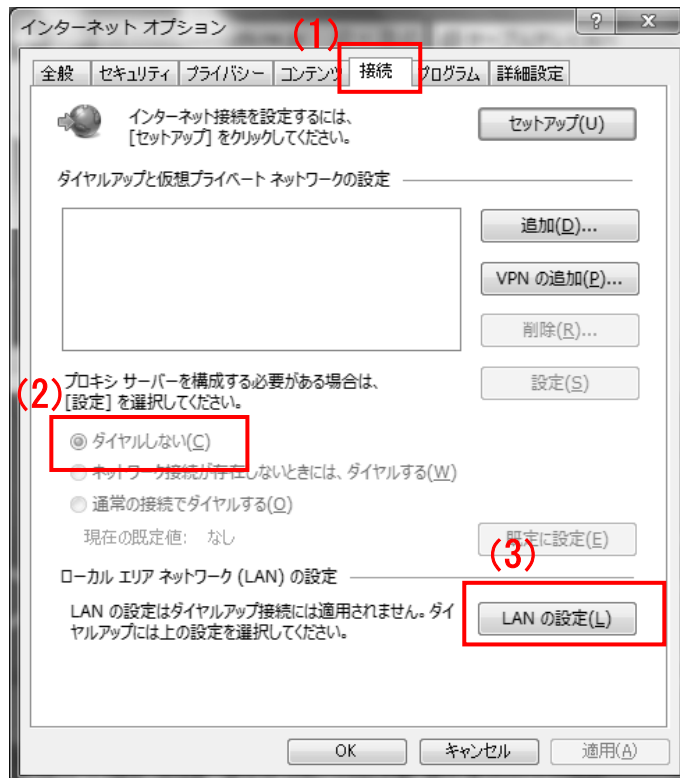 インターネット オプション
(1)
全般 セキュリティ プライバシー コンテンツ 接続 プログラム 詳細設定
インターネット接続を設定するには、
[セットアップ] をクリックしてください。
セットアップ(U)
ダイヤルアップと仮想プライベート ネットワークの設定
追加(D)...
VPN の追加(P)...
削除(R)...
設定(S)
(2)
プロキシ サーバーを構成する必要がある場合は、
[設定] を選択してください。
ダイヤルしない(C)
ネットワーク接続が存在しないときには、ダイヤルする(W)
通常の接続でダイヤルする(O)
現在の既定値: なし
既定に設定(E)
(3)
ローカル エリア ネットワーク (LAN) の設定
LAN の設定はダイヤルアップ接続には適用されません。ダイ
ヤルアップには上の設定を選択してください。
LAN の設定(L)
OK キャンセル 適用(A)